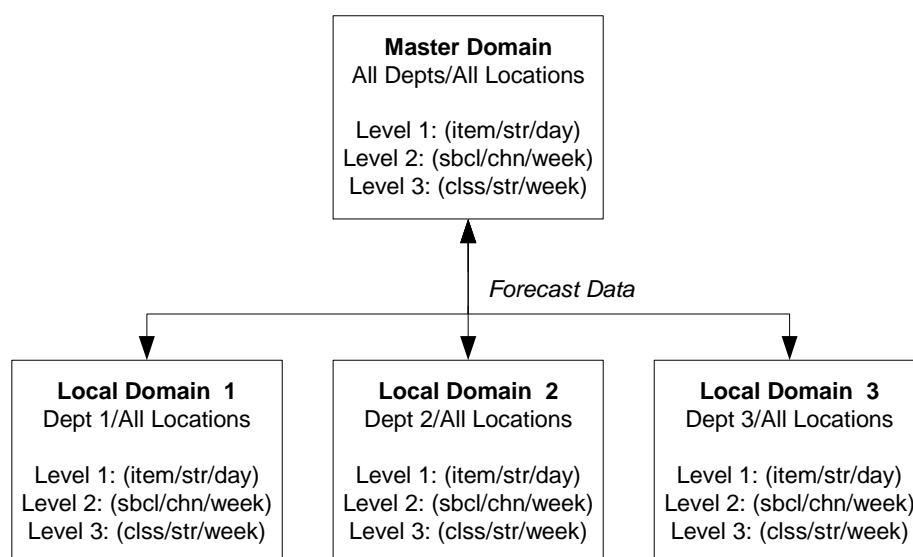 Master Domain
All Depts/All Locations
Level 1: (item/str/day)
Level 2: (sbcl/chn/week)
Level 3: (clss/str/week)
Forecast Data
Local Domain  1
Dept 1/All Locations
Level 1: (item/str/day)
Level 2: (sbcl/chn/week)
Level 3: (clss/str/week)
Local Domain  2
Dept 2/All Locations
Level 1: (item/str/day)
Level 2: (sbcl/chn/week)
Level 3: (clss/str/week)
Local Domain  3
Dept 3/All Locations
Level 1: (item/str/day)
Level 2: (sbcl/chn/week)
Level 3: (clss/str/week)